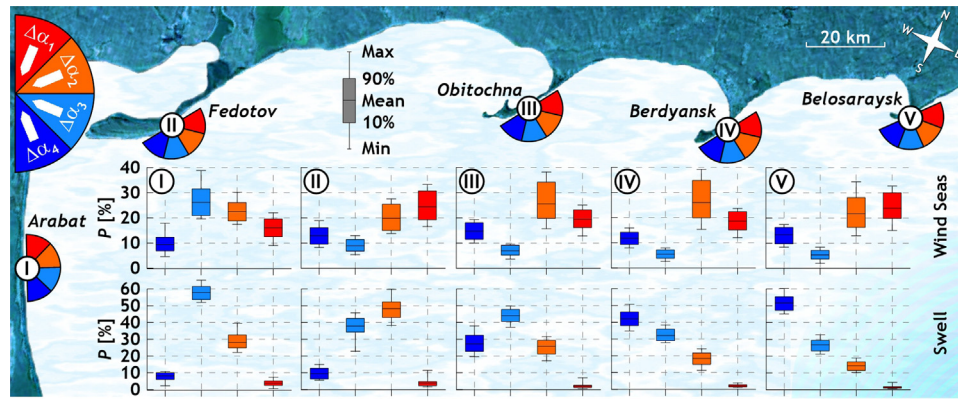 Δα₁
Δα₂
Δα₃
Δα₄
Max
90%
Mean
10%
Min
20 km
N
W
E
S
Fedotov
Obitochna
Berdyansk
Belosaraysk
Arabat
II
III
IV
V
I
Wind Seas
P [%]
40
30
20
10
0
I
II
III
IV
V
Swell
P [%]
60
50
40
30
20
10
0